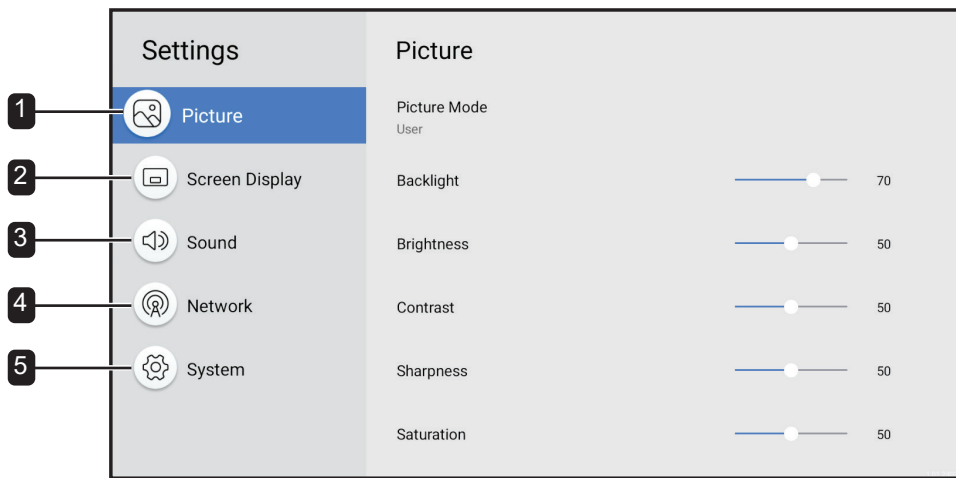 Settings
Picture
1
Picture
2
Screen Display
3
Sound
4
Network
5
System
Picture Mode
User
Backlight 70
Brightness 50
Contrast 50
Sharpness 50
Saturation 50